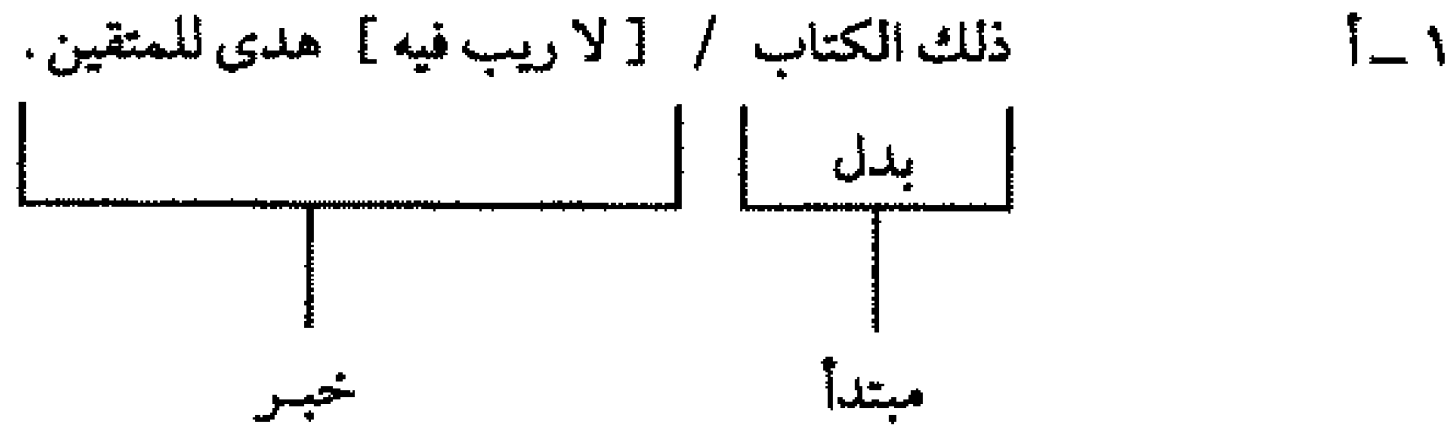 ١ – أ ذلك الكتاب / [ لا ريب فيه ] هدى للمتقين .
بدل
مبتدأ خبر